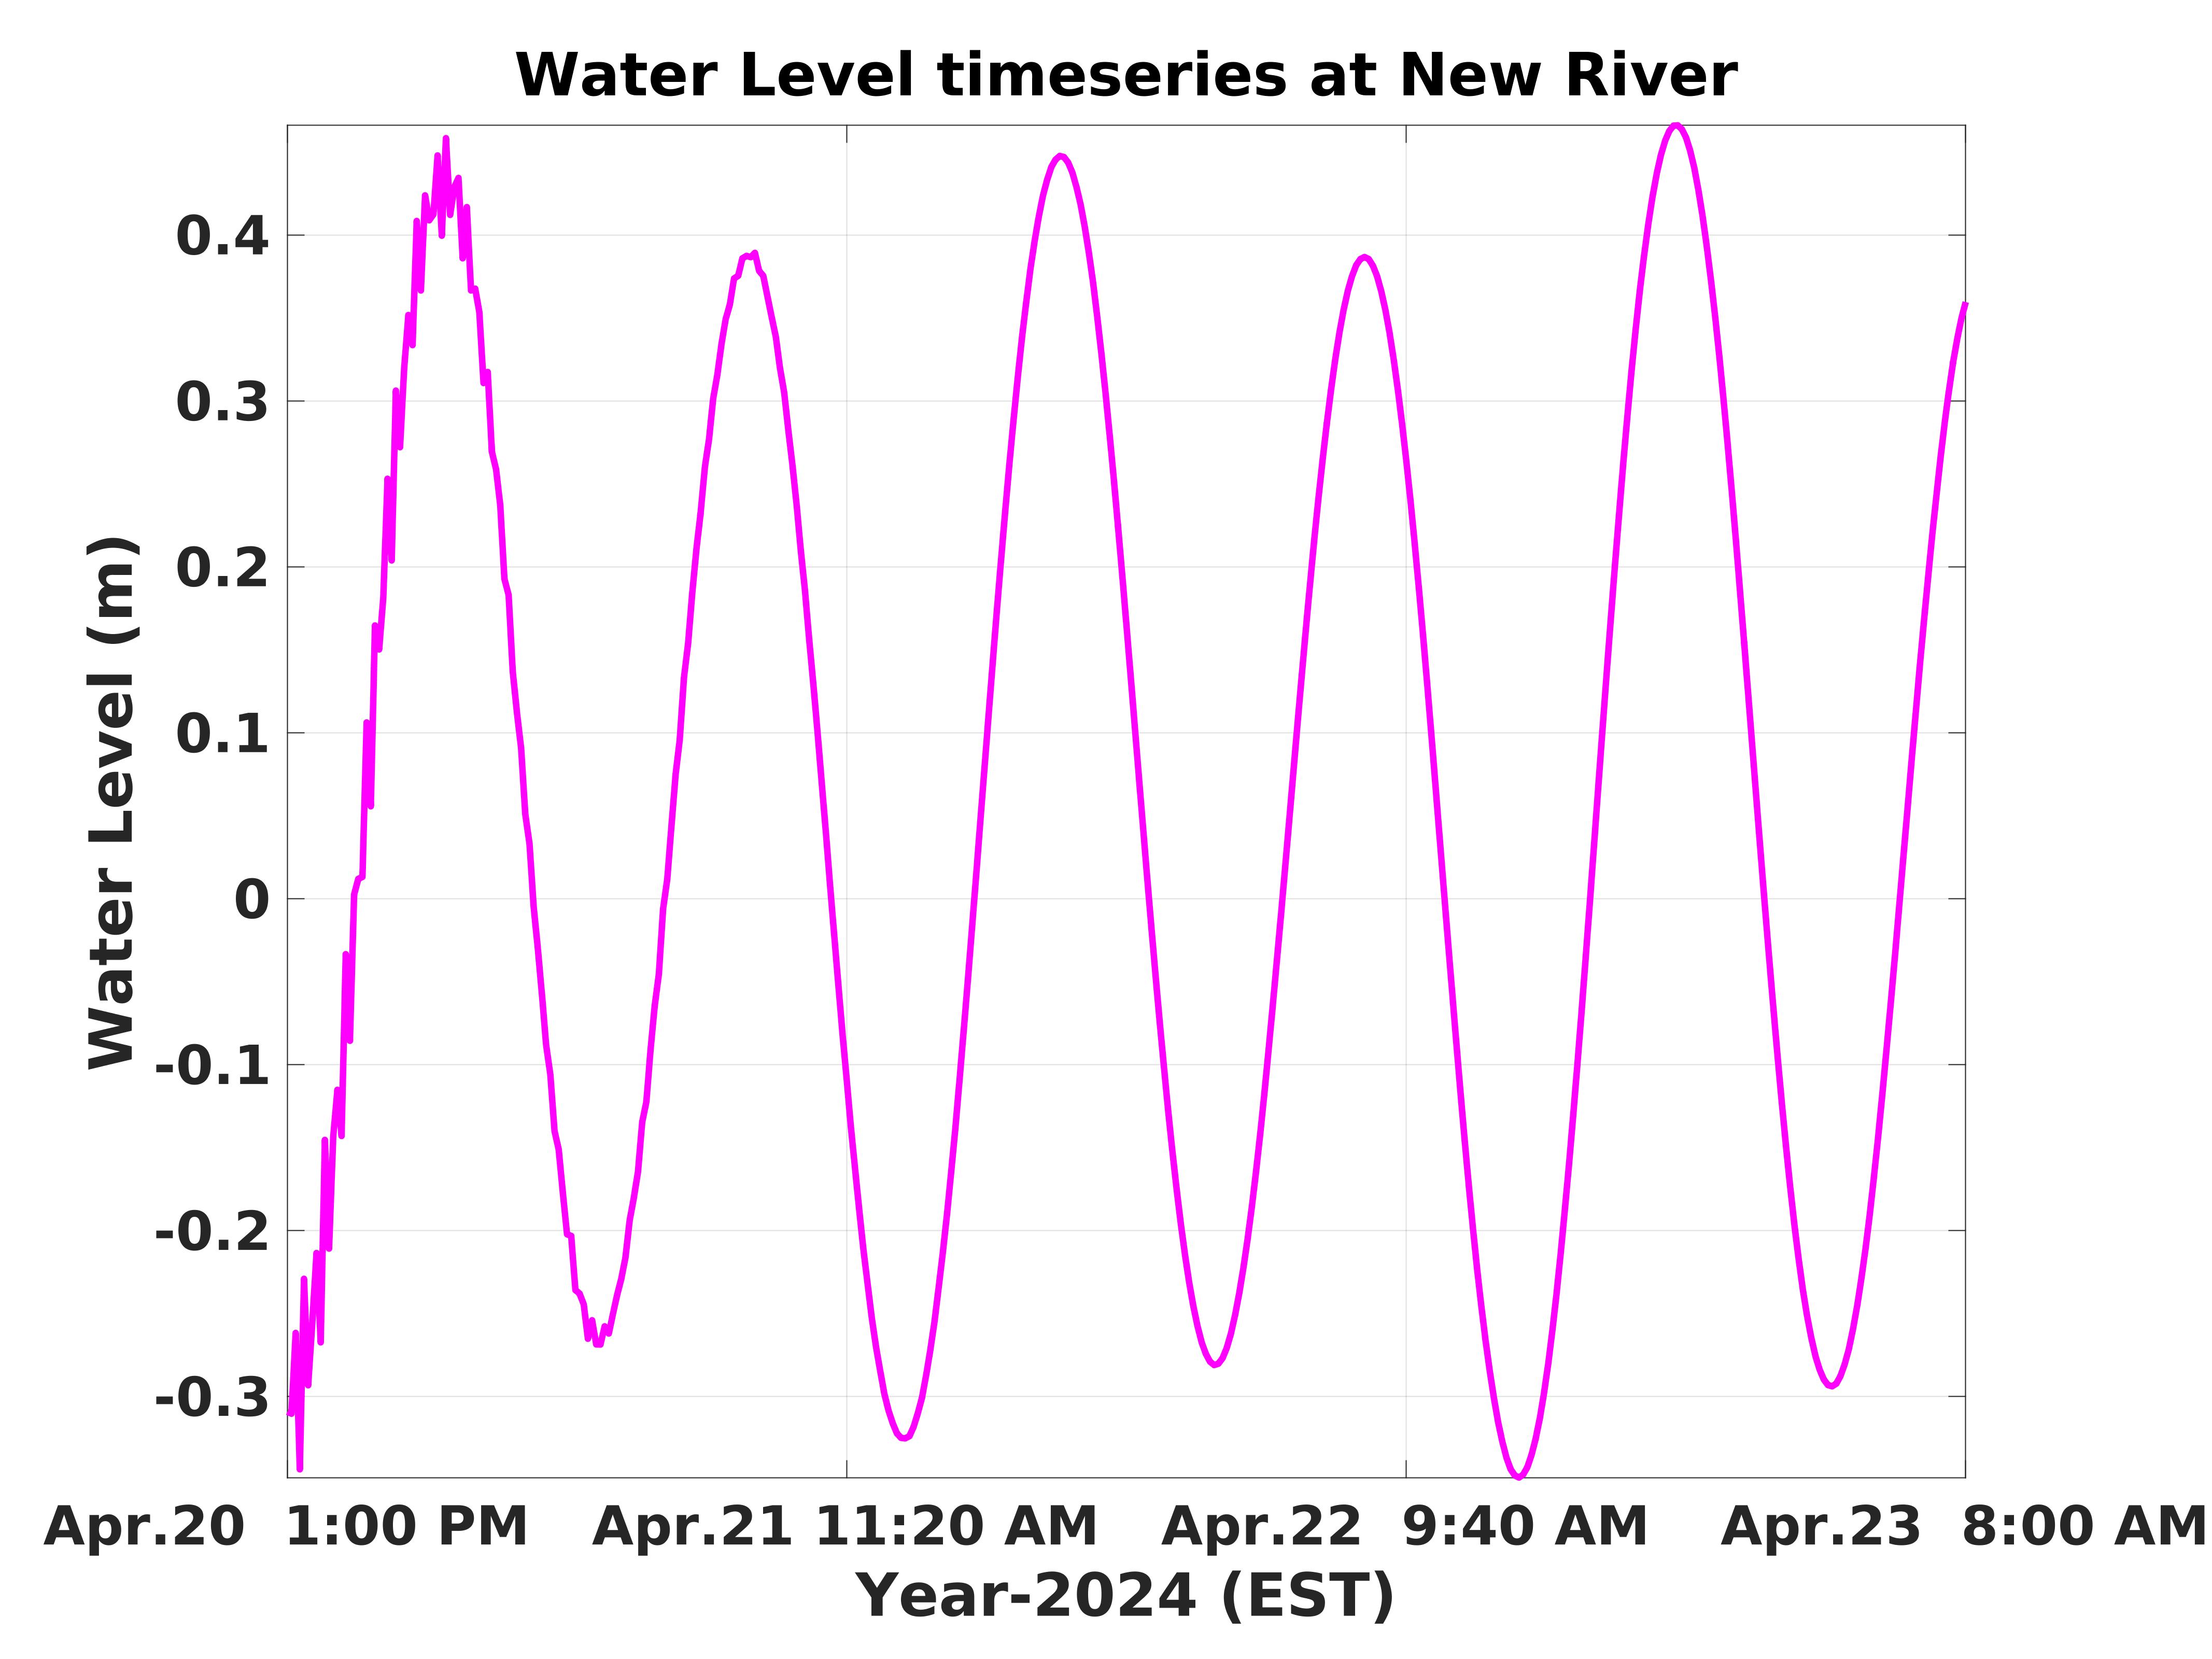 Water Level timeseries at New River
Water Level (m)
0.4
0.3
0.2
0.1
0
-0.1
-0.2
-0.3
Apr.20 1:00 PM Apr.21 11:20 AM Apr.22 9:40 AM Apr.23 8:00 AM
Year-2024 (EST)